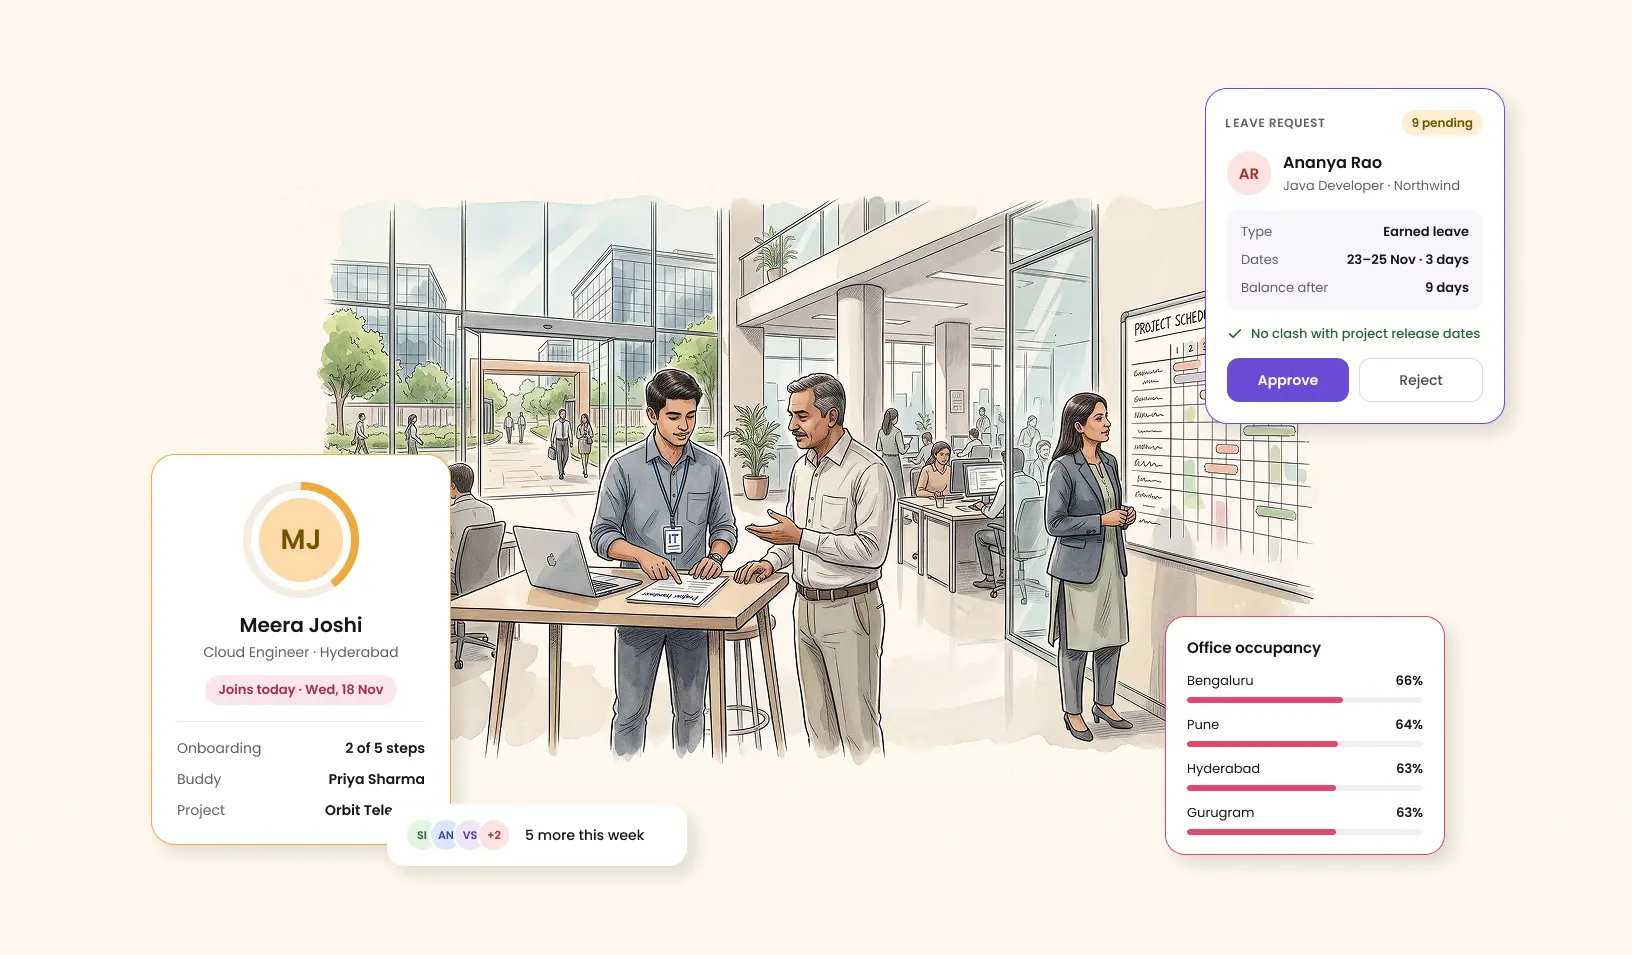 LEAVE REQUEST
9 pending
AR
Ananya Rao
Java Developer · Northwind
Type Earned leave
Dates 23–25 Nov · 3 days
Balance after 9 days
No clash with project release dates
Approve Reject
PROJECT SCHED
1 2
IT
MJ
Meera Joshi
Cloud Engineer · Hyderabad
Joins today · Wed, 18 Nov
Onboarding 2 of 5 steps
Buddy Priya Sharma
Project Orbit Tele
SI AN VS +2 5 more this week
Office occupancy
Bengaluru 66%
Pune 64%
Hyderabad 63%
Gurugram 63%